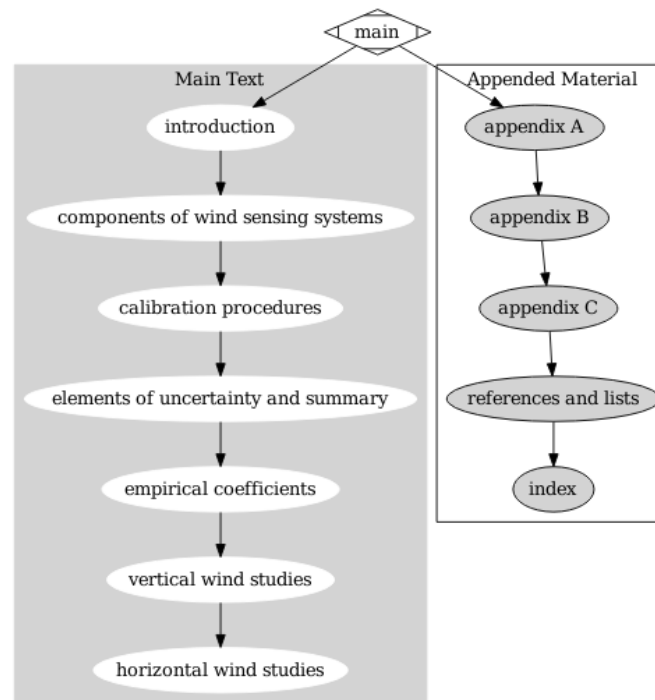 main
Main Text
introduction
components of wind sensing systems
calibration procedures
elements of uncertainty and summary
empirical coefficients
vertical wind studies
horizontal wind studies
Appended Material
appendix A
appendix B
appendix C
references and lists
index